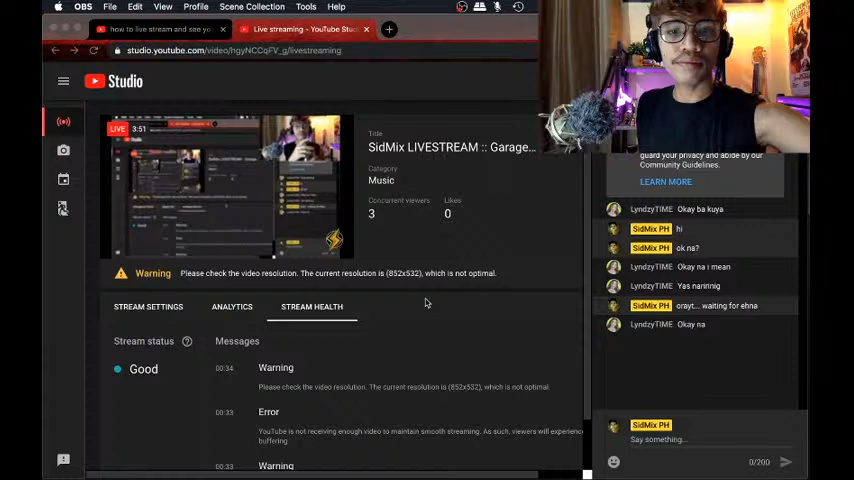 OBS File Edit View Profile Scene Collection Tools Help
how to live stream and see yo
Live streaming - YouTube Stu
studio.youtube.com/video/hgyNCCqFV_g/livestreaming
Studio
LIVE 3:51
Title
SidMix LIVESTREAM :: Garage...
Category
Music
Concurrent viewers
Likes
3
0
Warning Please check the video resolution. The current resolution is (852x532), which is not optimal.
STREAM SETTINGS
ANALYTICS
STREAM HEALTH
Stream status
Good
Messages
00:34 Warning
Please check the video resolution. The current resolution is (852x532), which is not optimal.
00:33 Error
YouTube is not receiving enough video to maintain smooth streaming. As such, viewers will experience
buffering
00:33 Warning
guard your privacy and abide by our
Community Guidelines.
LEARN MORE
LyndzyTIME Okay ba kuya
SidMix PH hi
SidMix PH ok na?
LyndzyTIME Okay na i mean
LyndzyTIME Yas naririnig
SidMix PH orayt... waiting for ehna
LyndzyTIME Okay na
SidMix PH
Say something...
0/200